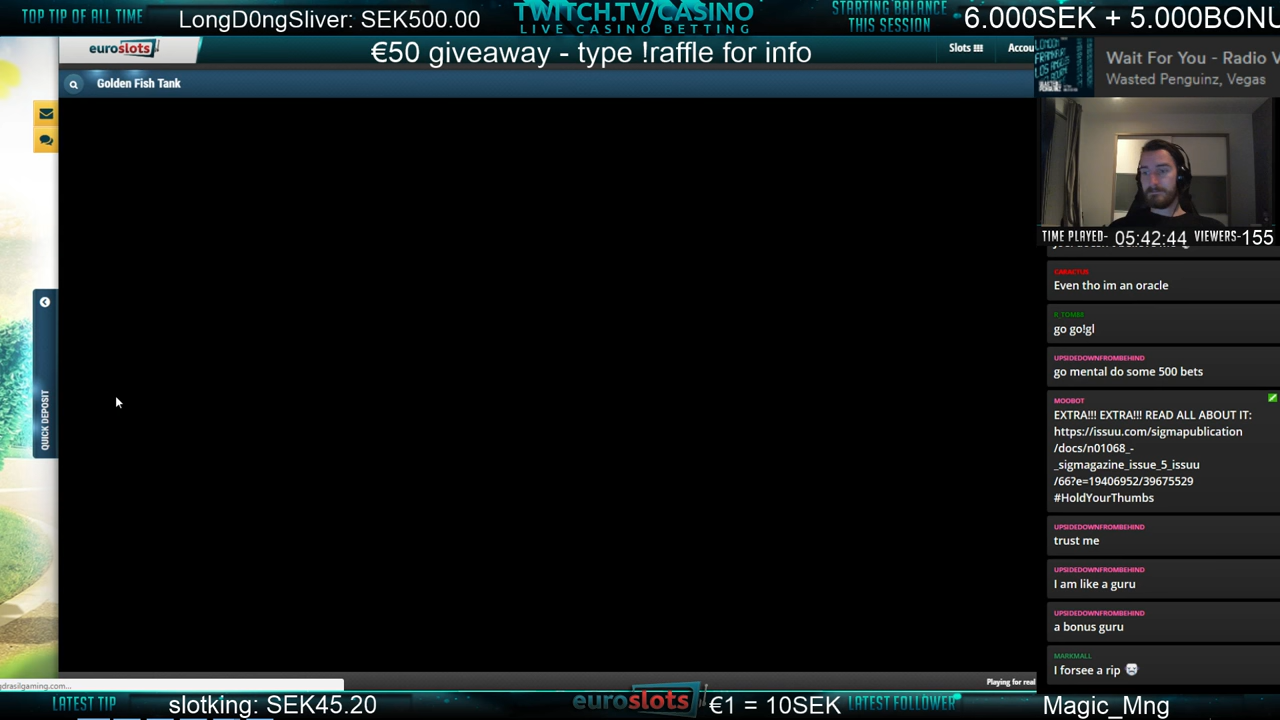 TOP TIP OF ALL TIME
LongD0ngSliver: SEK500.00
TWITCH.TV/CASINO
LIVE CASINO BETTING
STARTING BALANCE
THIS SESSION
6.000SEK + 5.000BONU
euroslots
€50 giveaway - type !raffle for info
Slots
Accou
Golden Fish Tank
Wait For You - Radio V
Wasted Penguinz, Vegas
TIME PLAYED- 05:42:44 VIEWERS-155
Even tho im an oracle
R_TOMB8
go go!gl
UPSIDEDOWNFROMBEHIND
go mental do some 500 bets
MOOBOT
EXTRA!!! EXTRA!!! READ ALL ABOUT IT:
https://issuu.com/sigmapublication
/docs/n01068_-
_sigmagazine_issue_5_issuu
/66?e=19406952/39675529
#HoldYourThumbs
UPSIDEDOWNFROMBEHIND
trust me
UPSIDEDOWNFROMBEHIND
I am like a guru
UPSIDEDOWNFROMBEHIND
a bonus guru
MARKMALL
I forsee a rip
QUICK DEPOSIT
gdrasilgaming.com...
Playing for real
LATEST TIP
slotking: SEK45.20
euroslots
€1 = 10SEK
LATEST FOLLOWER
Magic_Mng